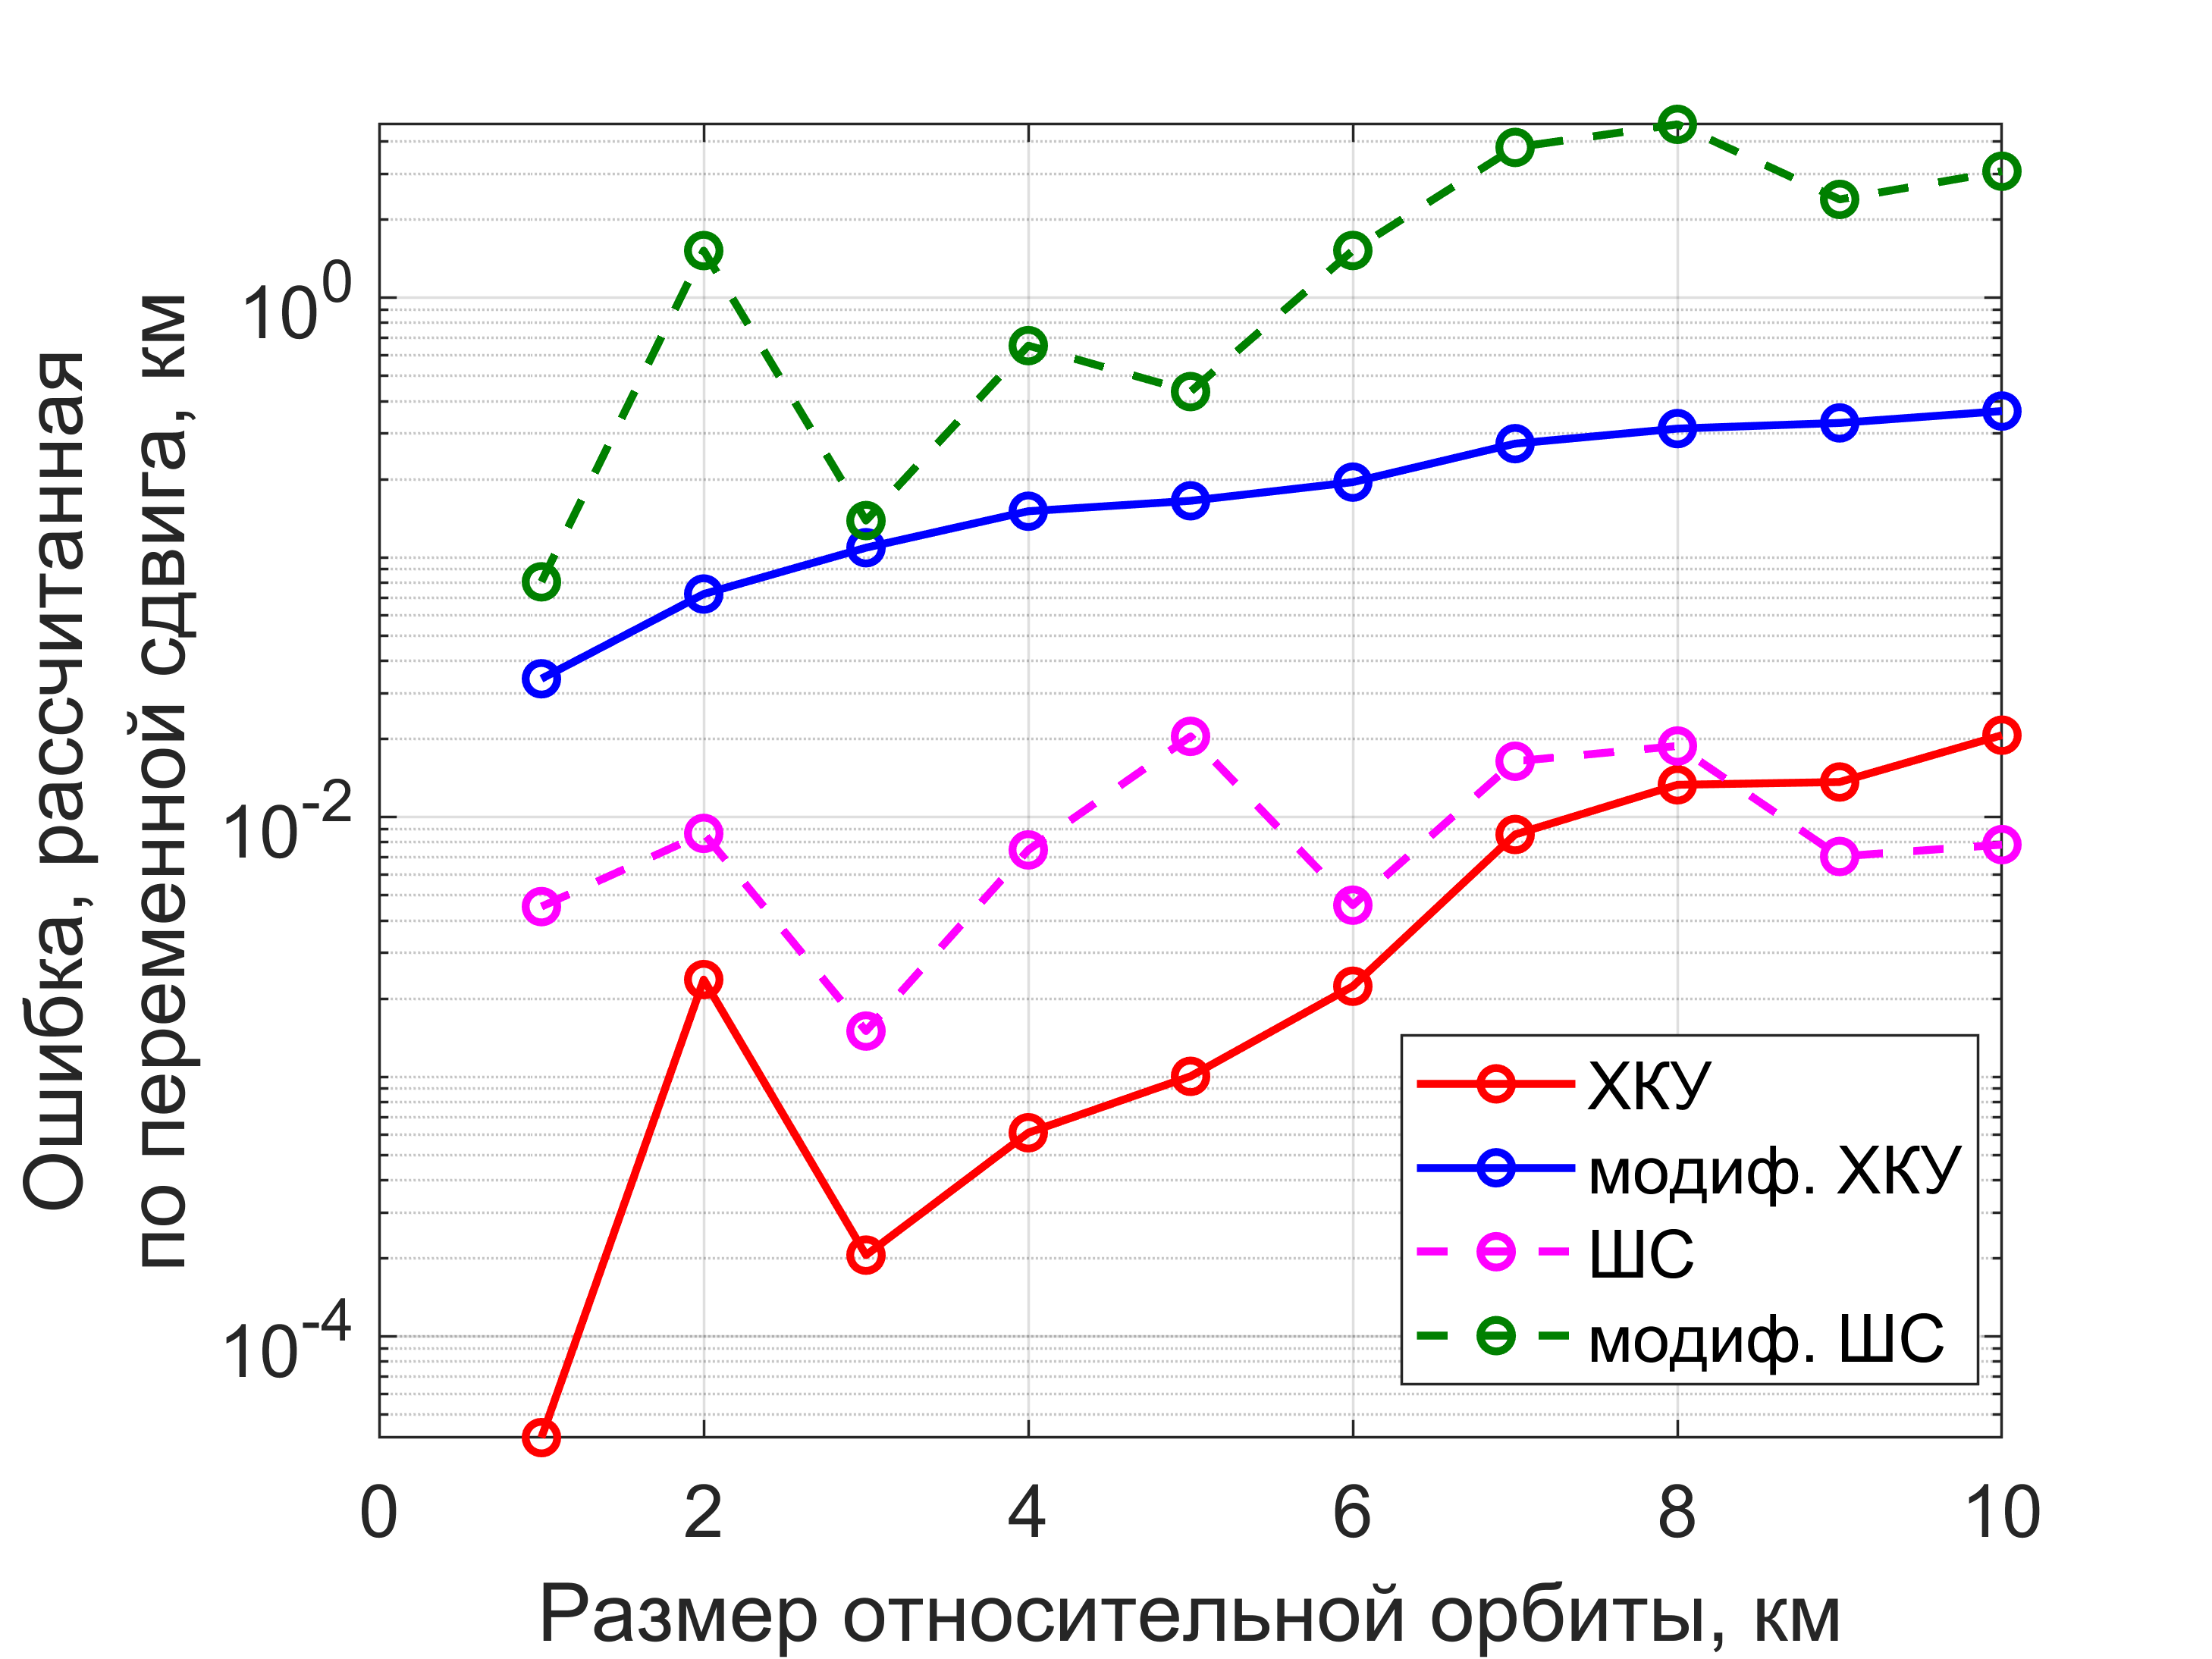 Ошибка, рассчитанная
по переменной сдвига, км
10^0
10^-2
10^-4
0 2 4 6 8 10
Размер относительной орбиты, км
ХКУ
модиф. ХКУ
ШС
модиф. ШС